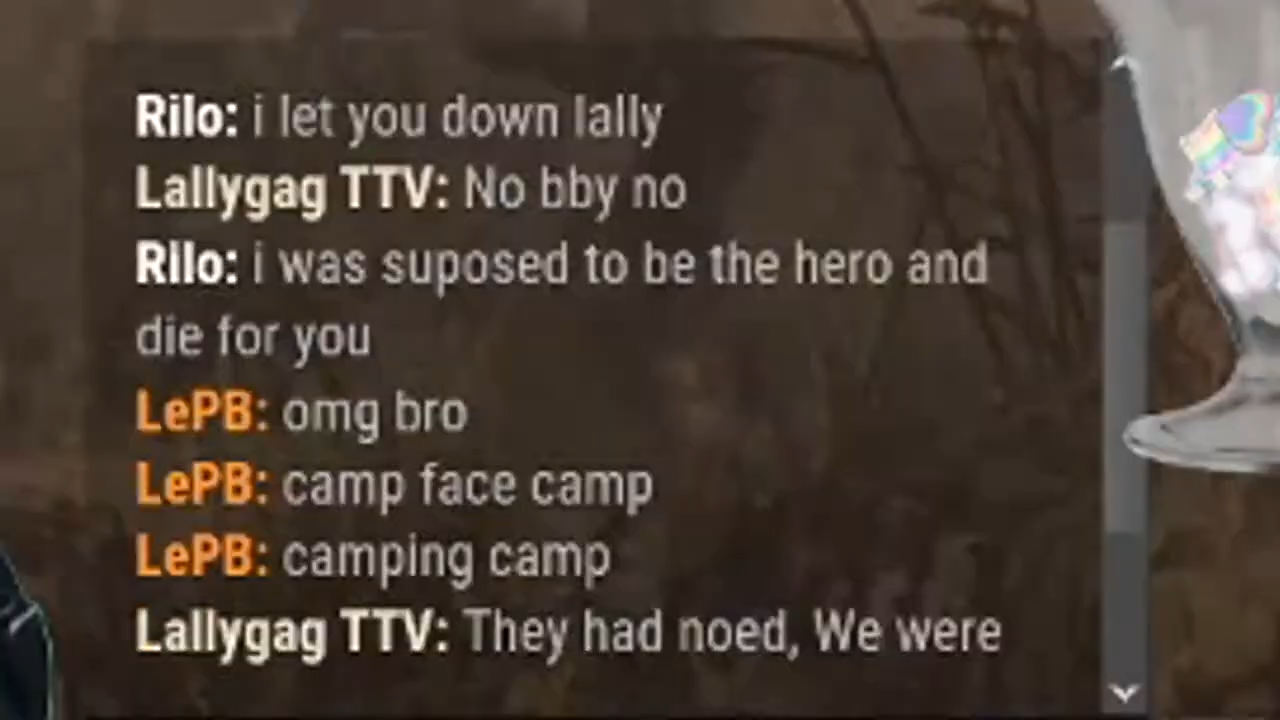 Rilo: i let you down lally
Lallygag TTV: No bby no
Rilo: i was suposed to be the hero and
die for you
LePB: omg bro
LePB: camp face camp
LePB: camping camp
Lallygag TTV: They had noed, We were